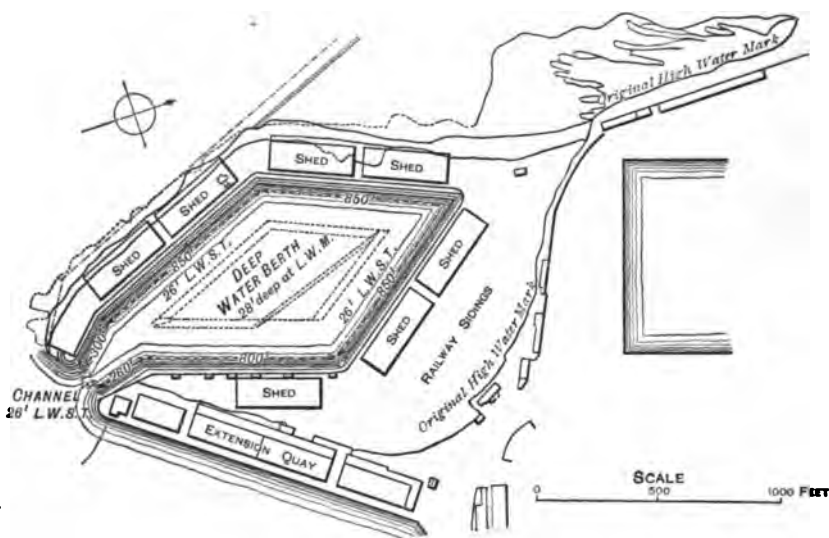 Original High Water Mark
SHED
SHED
SHED
SHED
850'
850'
26' L.W.S.T.
DEEP
WATER BERTH
28' deep at L.W.M.
26' L.W.S.T.
850'
SHED
SHED
RAILWAY SIDINGS
Original High Water Mark
300'
260'
800'
SHED
CHANNEL
26' L.W.S.T.
EXTENSION QUAY
SCALE
0 500 1000 FEET